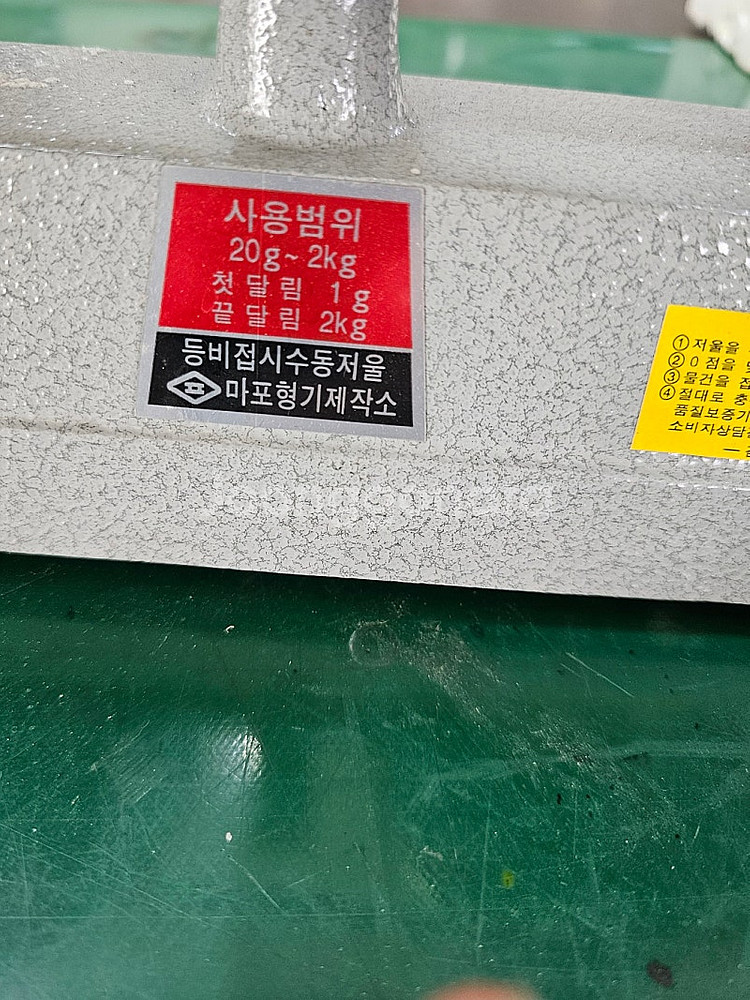 사용범위
20g~ 2kg
첫달림 1g
끝달림 2kg
등비접시수동저울
마포형기제작소
①저울을
②0점을
③물건을
④절대로
품질보증기
소비자상담